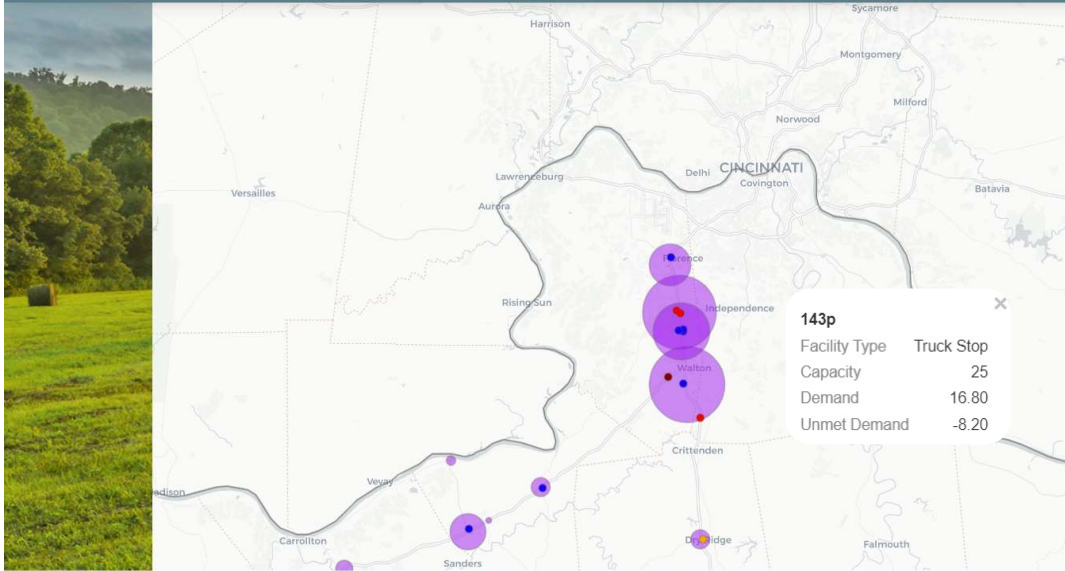 Sycamore
Harrison
Montgomery
Milford
Norwood
CINCINNATI
Delhi
Lawrenceburg
Covington
Versailles
Batavia
Aurora
Florence
Rising Sun
Independence
×
143p
Facility Type Truck Stop
Walton
Capacity 25
Demand 16.80
Unmet Demand -8.20
Crittenden
Vevay
adison
Carrollton
Dry Ridge
Falmouth
Sanders